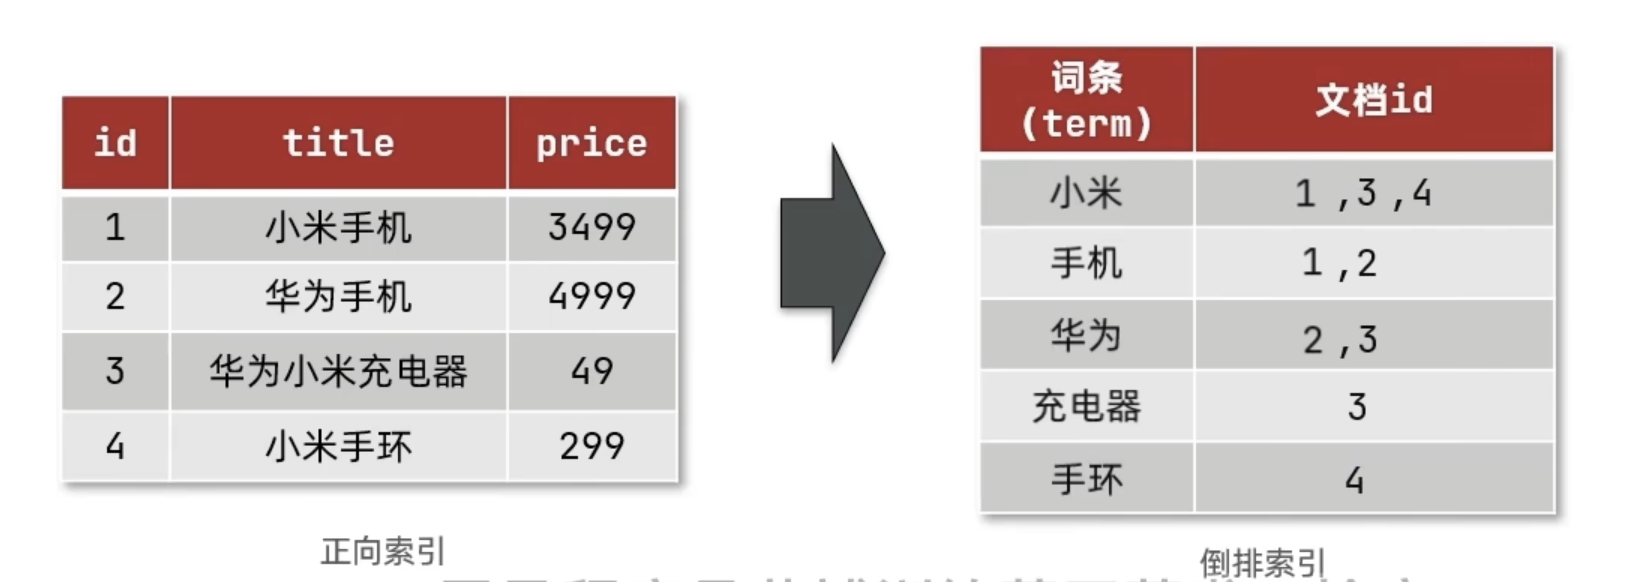 id title price
1 小米手机 3499
2 华为手机 4999
3 华为小米充电器 49
4 小米手环 299
正向索引
词条
(term)
文档id
小米 1 ,3 ,4
手机 1 ,2
华为 2 ,3
充电器 3
手环 4
倒排索引